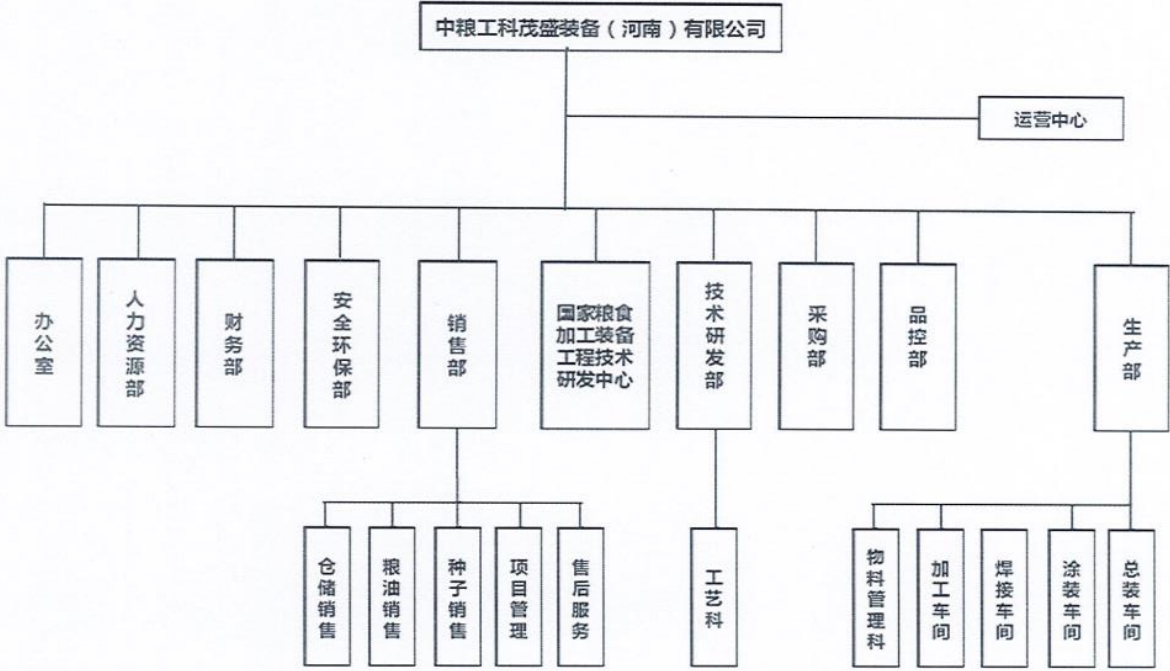 中粮工科茂盛装备（河南）有限公司
运营中心
办公室
人力资源部
财务部
安全环保部
销售部
国家粮食
加工装备
工程技术
研发中心
技术研发部
采购部
品控部
生产部
仓储销售
粮油销售
种子销售
项目管理
售后服务
工艺科
物料管理科
加工车间
焊接车间
涂装车间
总装车间